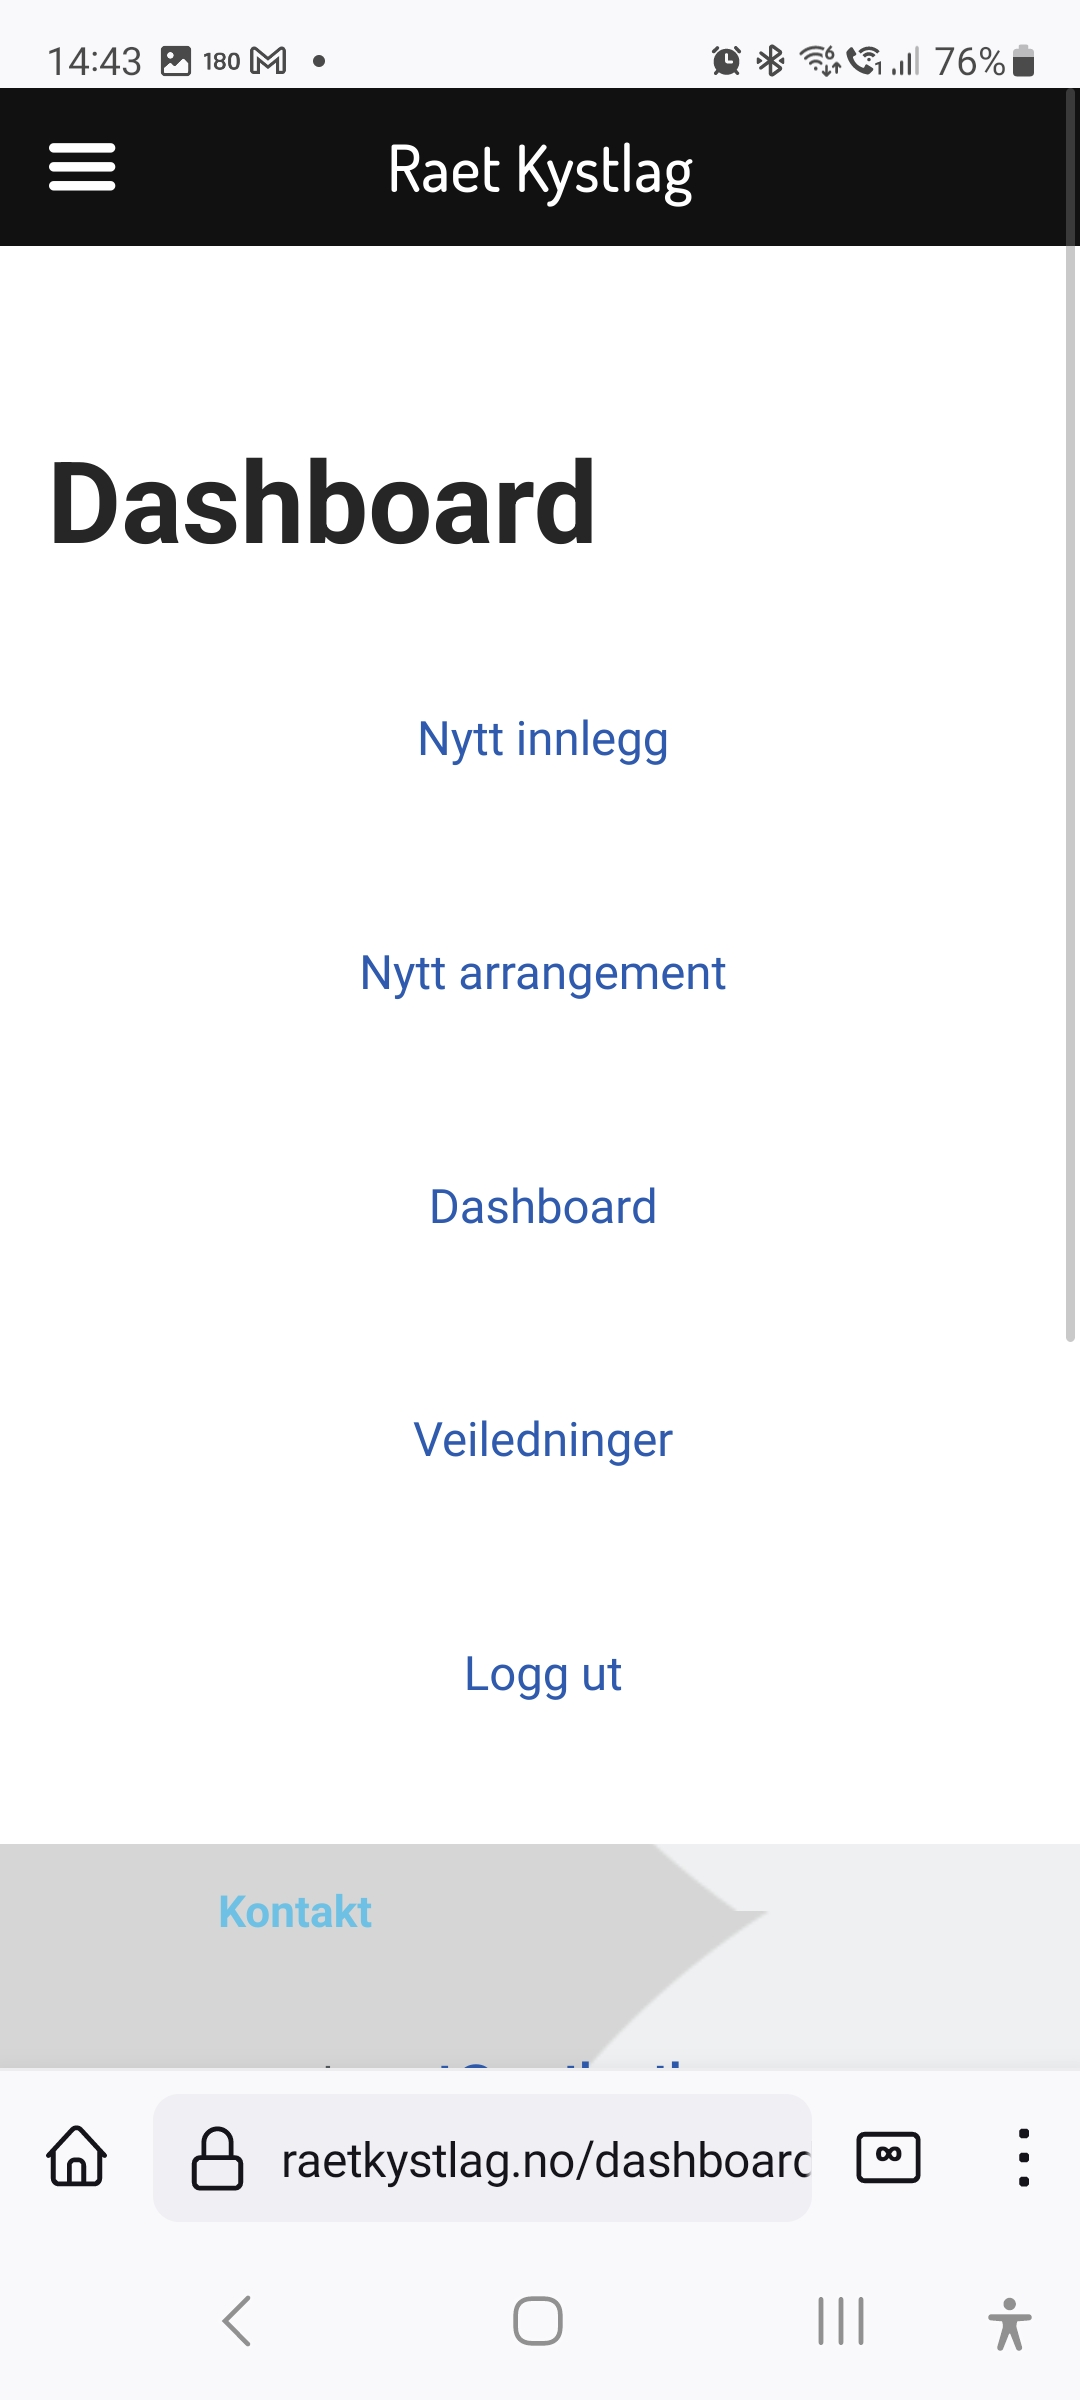 14:43 180 76%
Raet Kystlag
Dashboard
Nytt innlegg
Nytt arrangement
Dashboard
Veiledninger
Logg ut
Kontakt
raetkystlag.no/dashboard